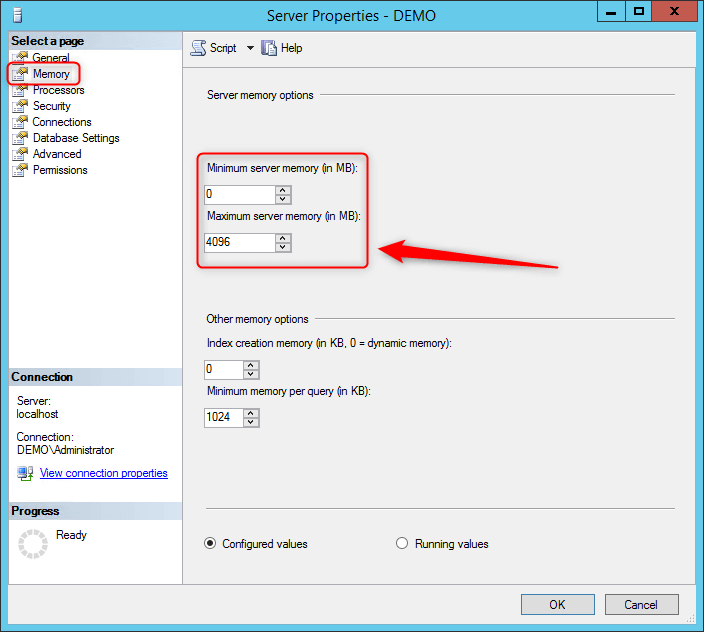 Server Properties - DEMO
Select a page
General
Memory
Processors
Security
Connections
Database Settings
Advanced
Permissions
Script
Help
Server memory options
Minimum server memory (in MB):
0
Maximum server memory (in MB):
4096
Other memory options
Index creation memory (in KB, 0 = dynamic memory):
0
Minimum memory per query (in KB):
1024
Connection
Server:
localhost
Connection:
DEMO\Administrator
View connection properties
Progress
Ready
Configured values
Running values
OK
Cancel